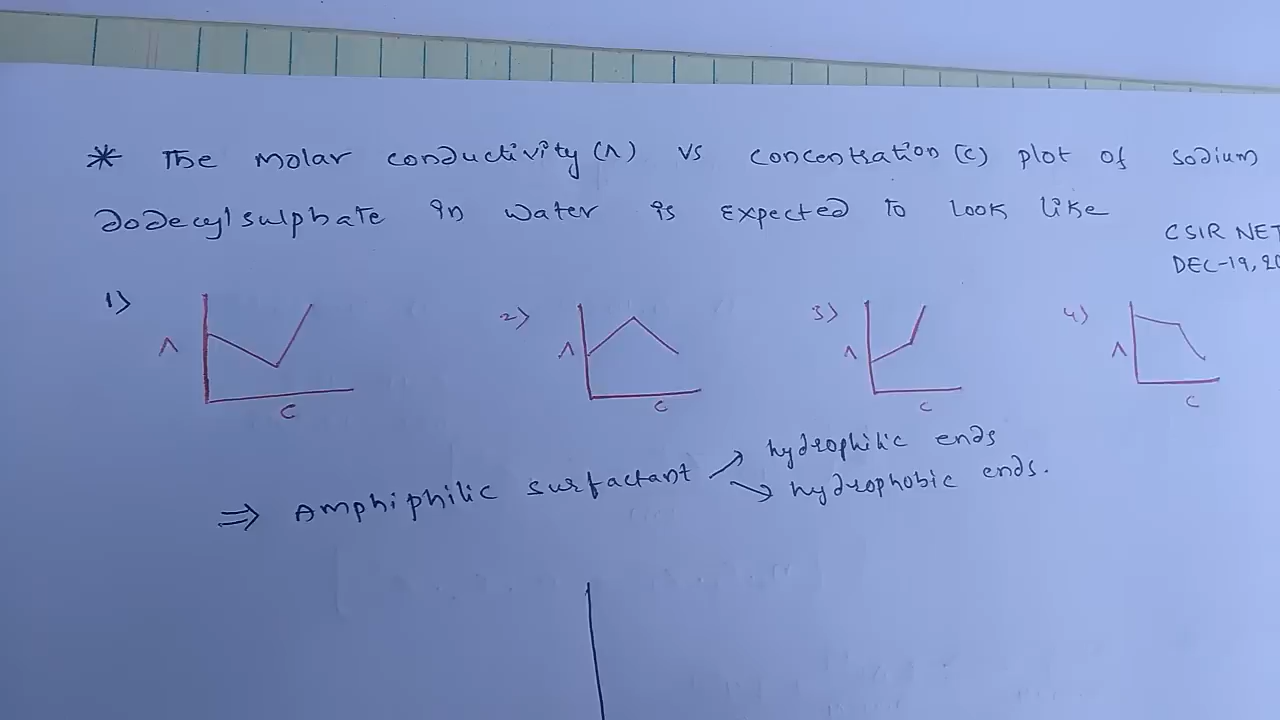 * The molar conductivity (Λ) vs concentration (c) plot of sodium
dodecylsulphate in water is expected to look like
CSIR NET
DEC-19, 20
1) 2) 3) 4)
Λ Λ Λ Λ
C C C C
⇒ Amphiphilic surfactant → hydrophilic ends
→ hydrophobic ends.